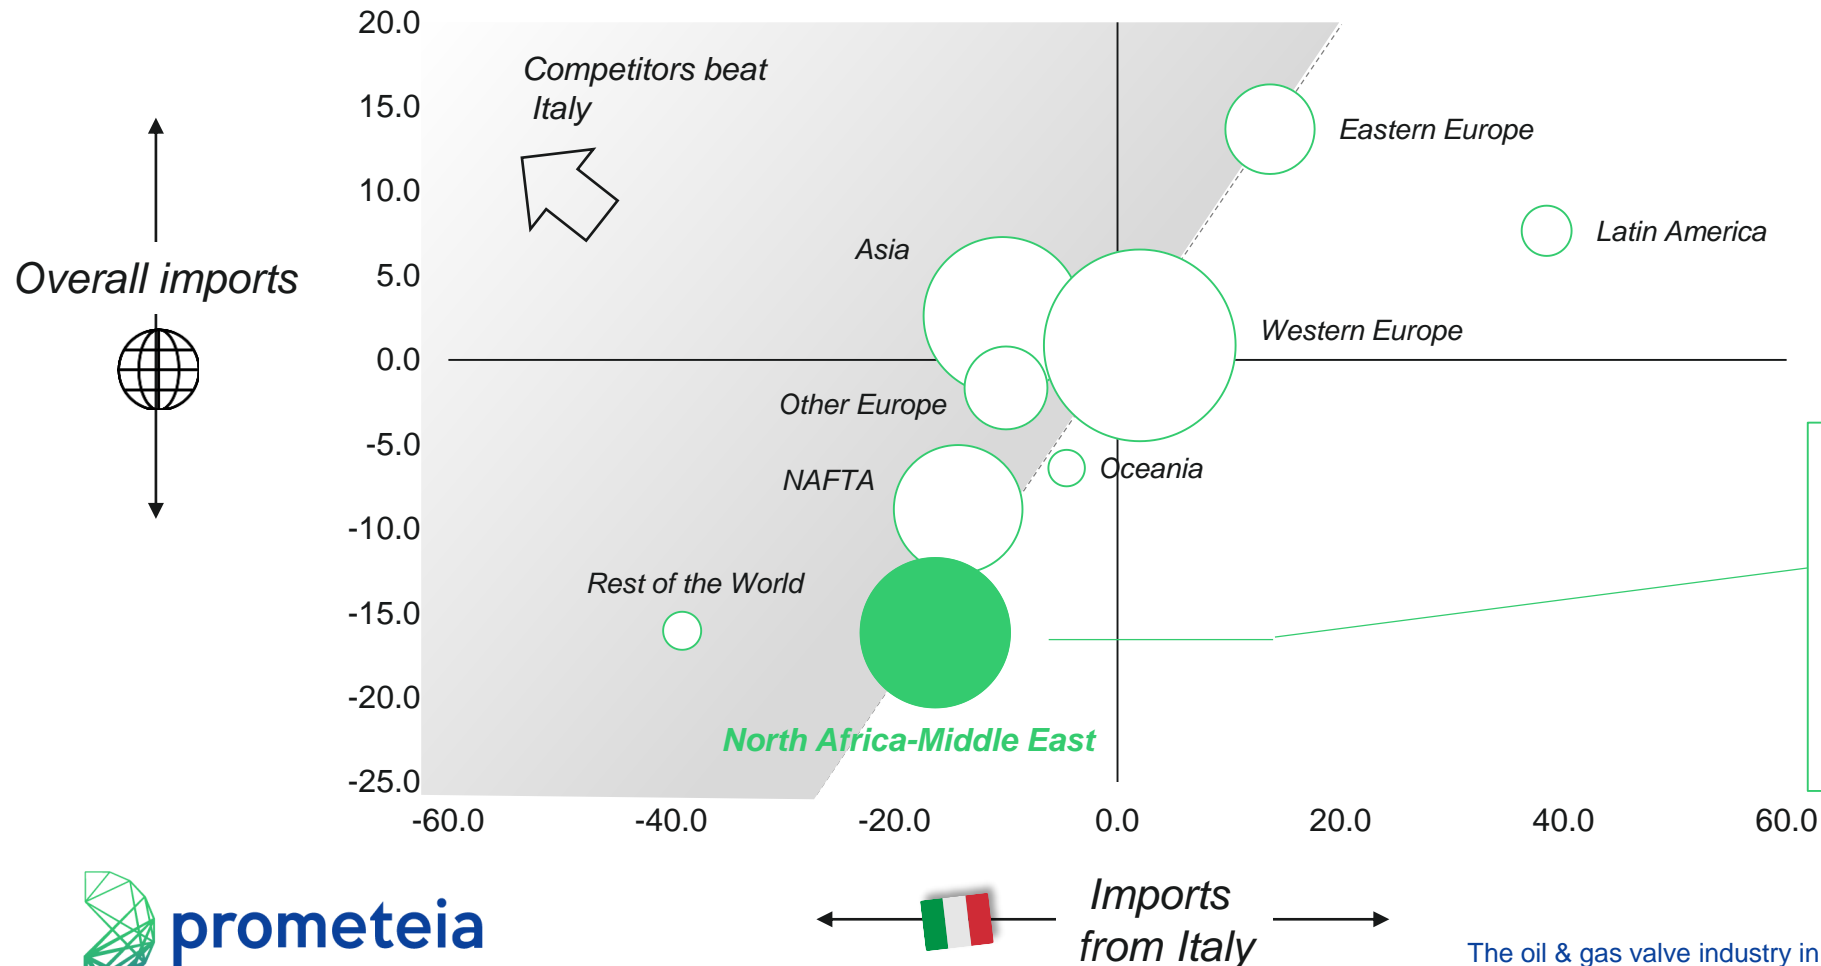 20.0
Competitors beat
Italy
15.0
Eastern Europe
10.0
Latin America
Asia
5.0
Overall imports
Western Europe
0.0
Other Europe
-5.0
Oceania
NAFTA
-10.0
Rest of the World
-15.0
-20.0
North Africa-Middle East
-25.0
-60.0 -40.0 -20.0 0.0 20.0 40.0 60.0
Imports
from Italy
prometeia
The oil & gas valve industry in